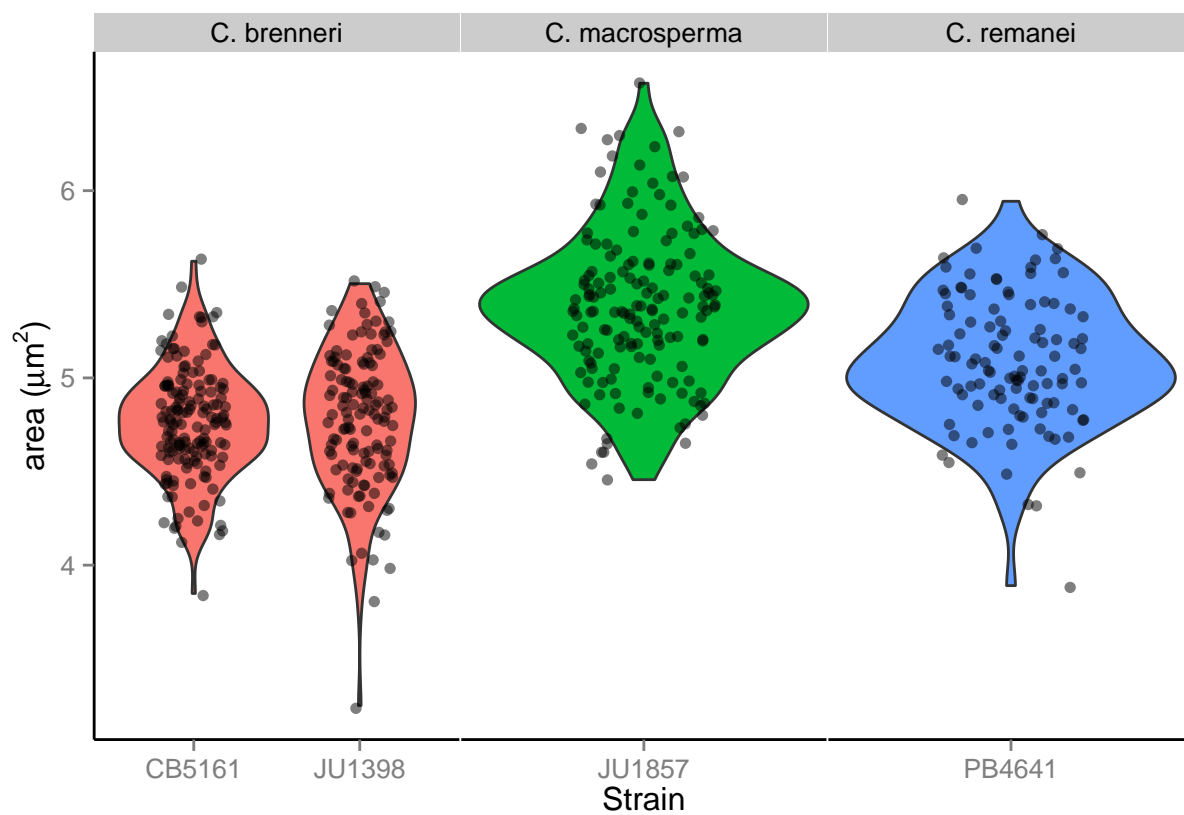 C. brenneri C. macrosperma C. remanei
area (μm²)
6
5
4
CB5161 JU1398 JU1857 PB4641
Strain